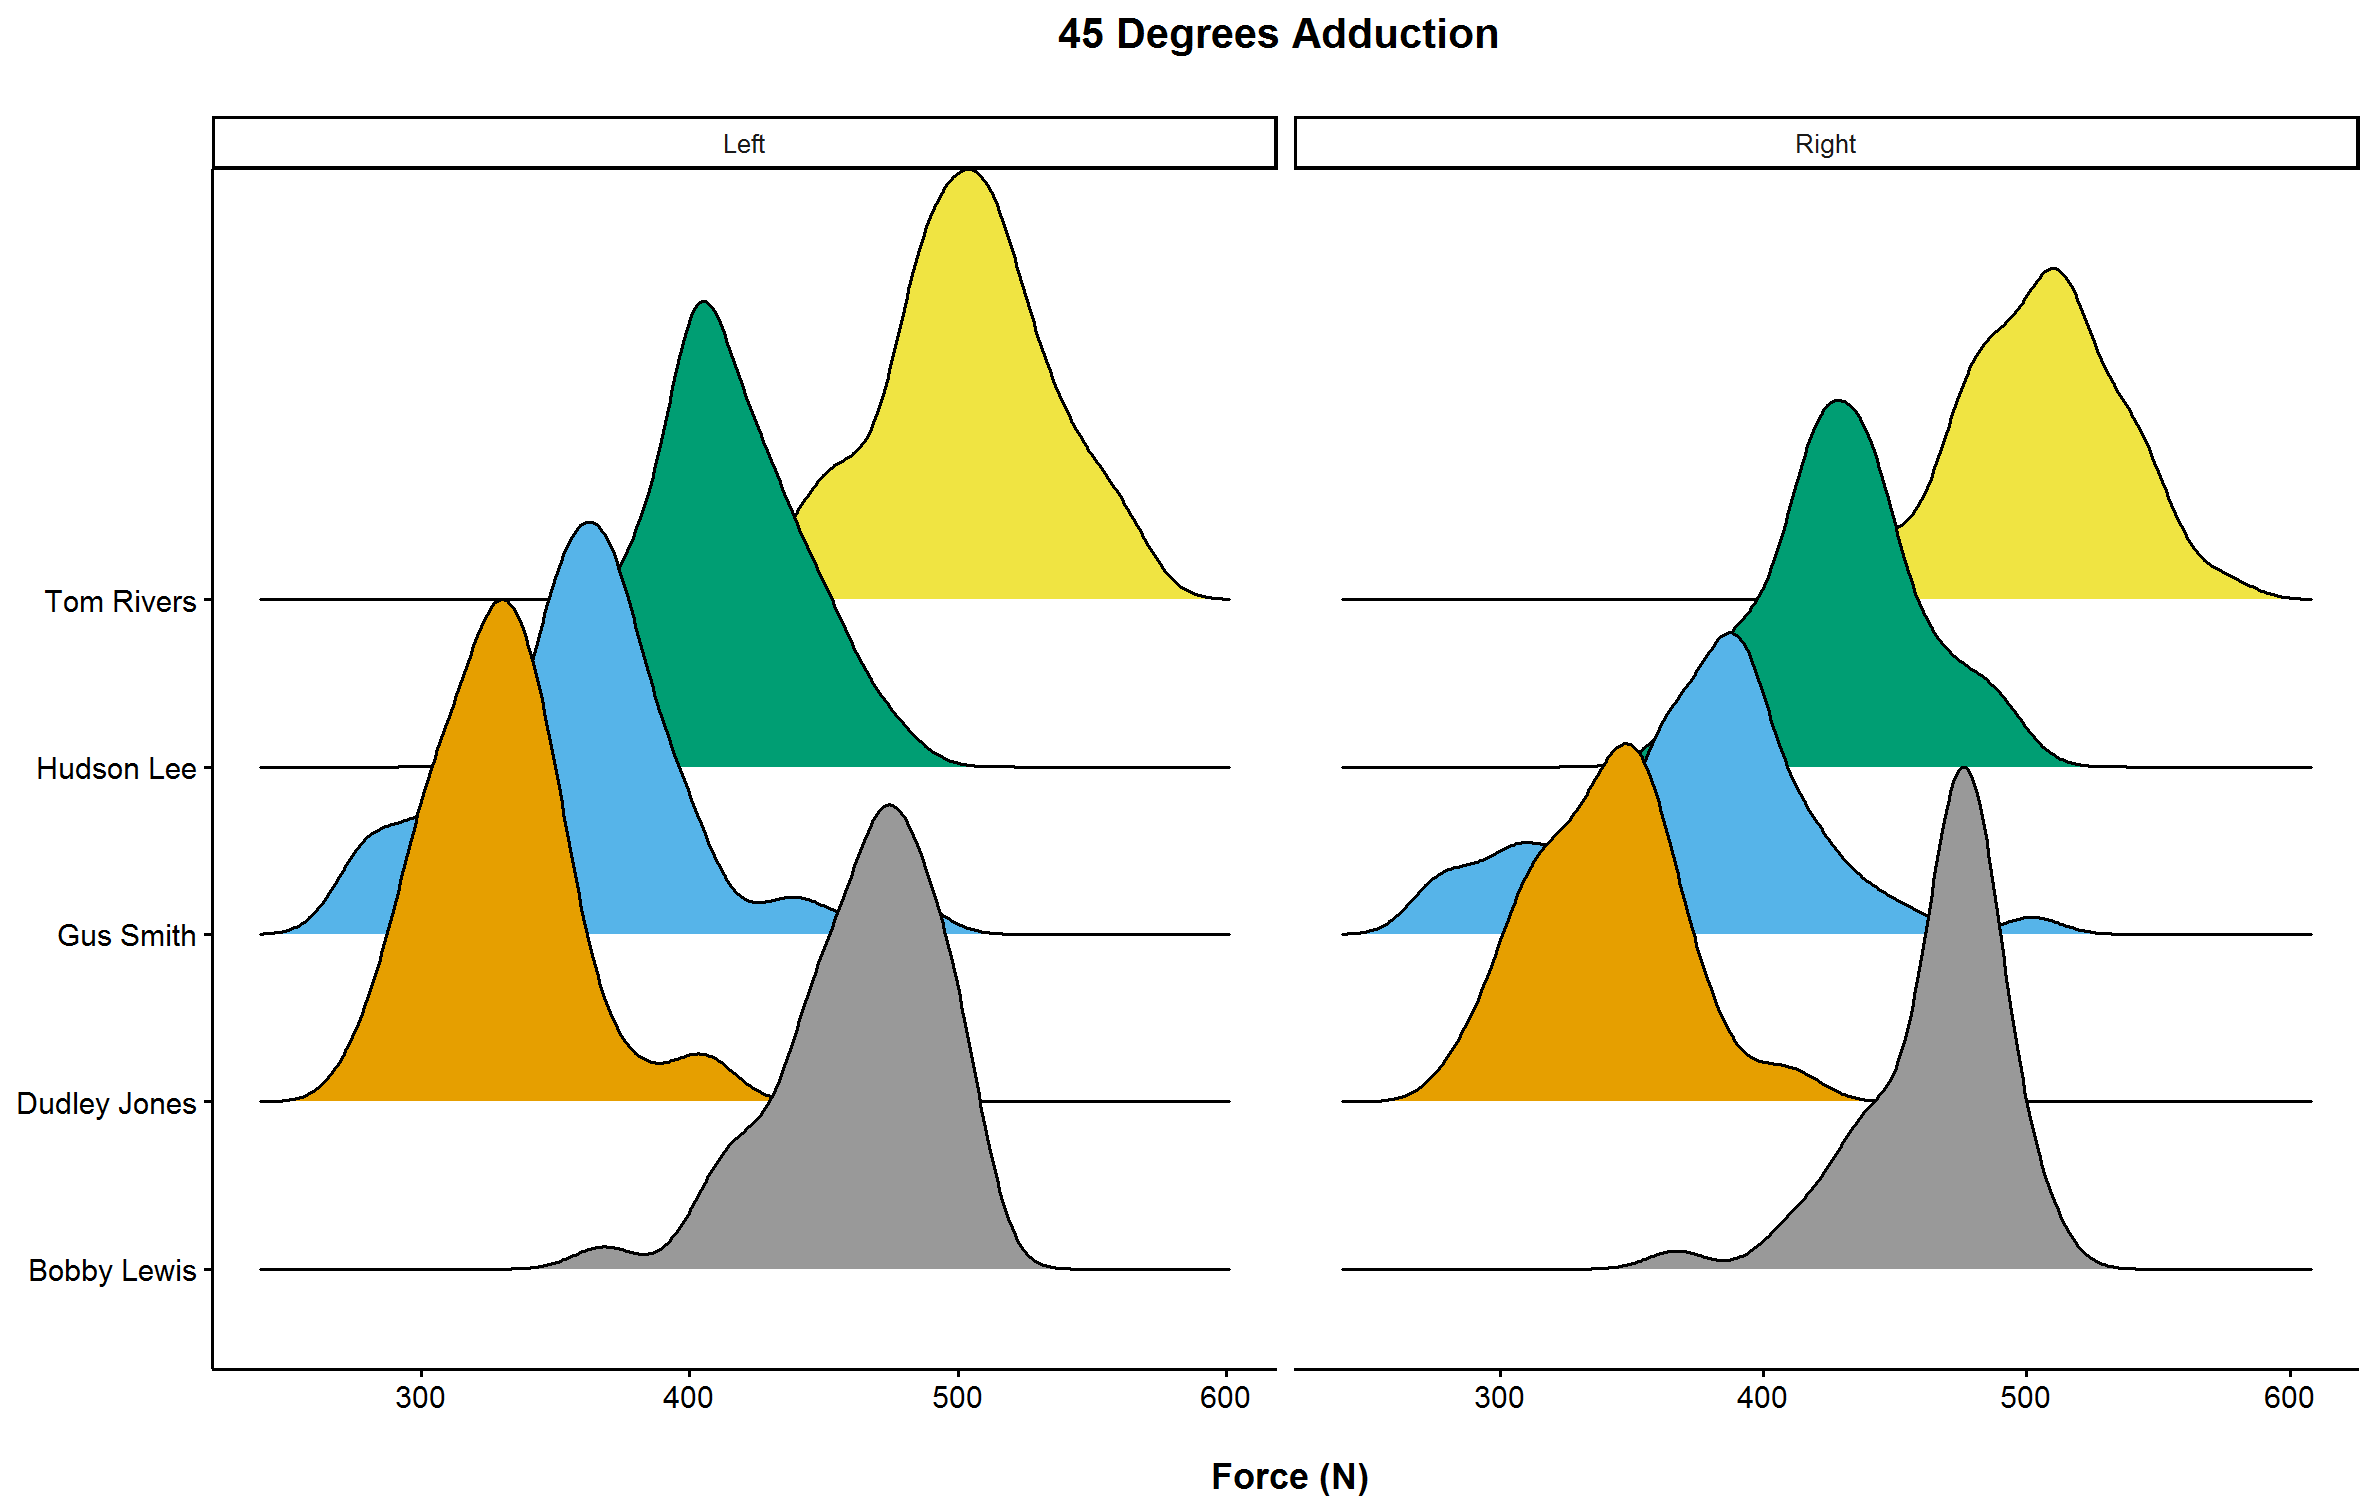 45 Degrees Adduction
Left
Right
Tom Rivers
Hudson Lee
Gus Smith
Dudley Jones
Bobby Lewis
300 400 500 600 300 400 500 600
Force (N)